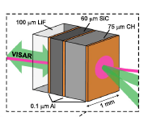 60 µm SiC
100 µm LiF
75 µm CH
VISAR
0.1 µm Al
1 mm